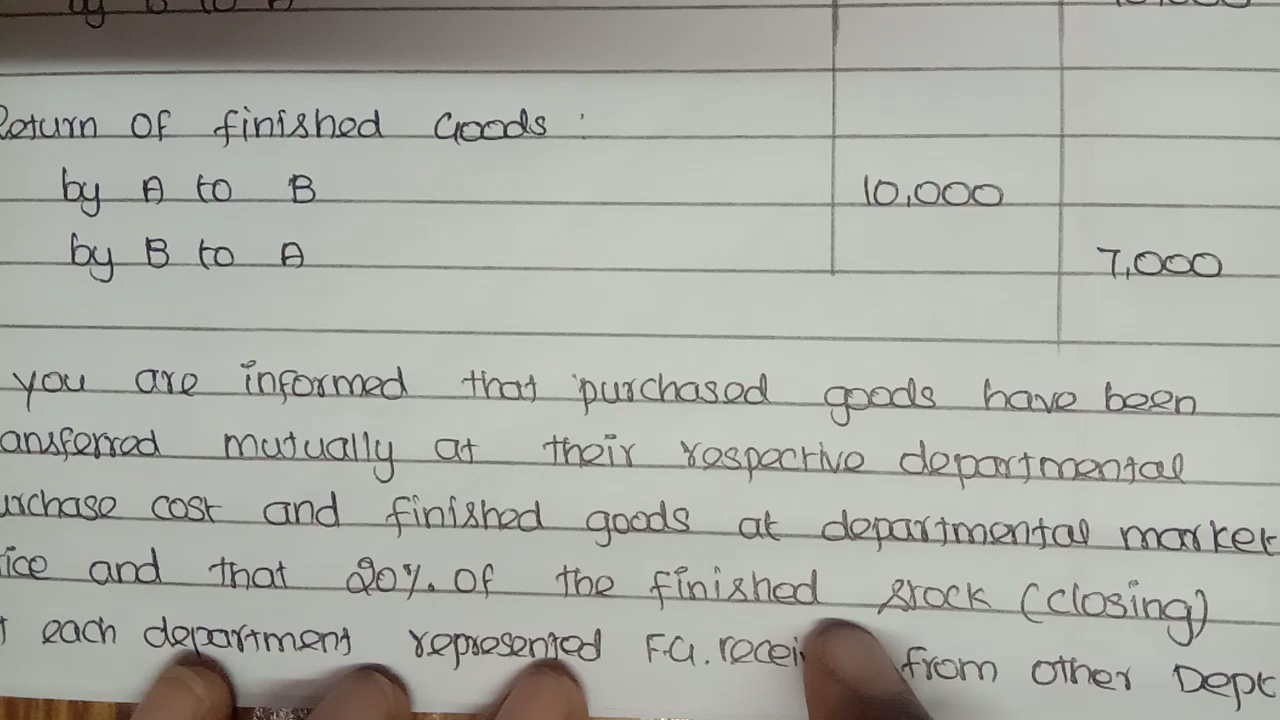 by B to A
Return of finished Goods :
by A to B 10,000
by B to A 7,000
you are informed that purchased goods have been
ansferred mutually at their respective departmental
urchase cost and finished goods at departmental market
ice and that 20% of the finished stock (closing)
each department represented F.G. recei from other Dept